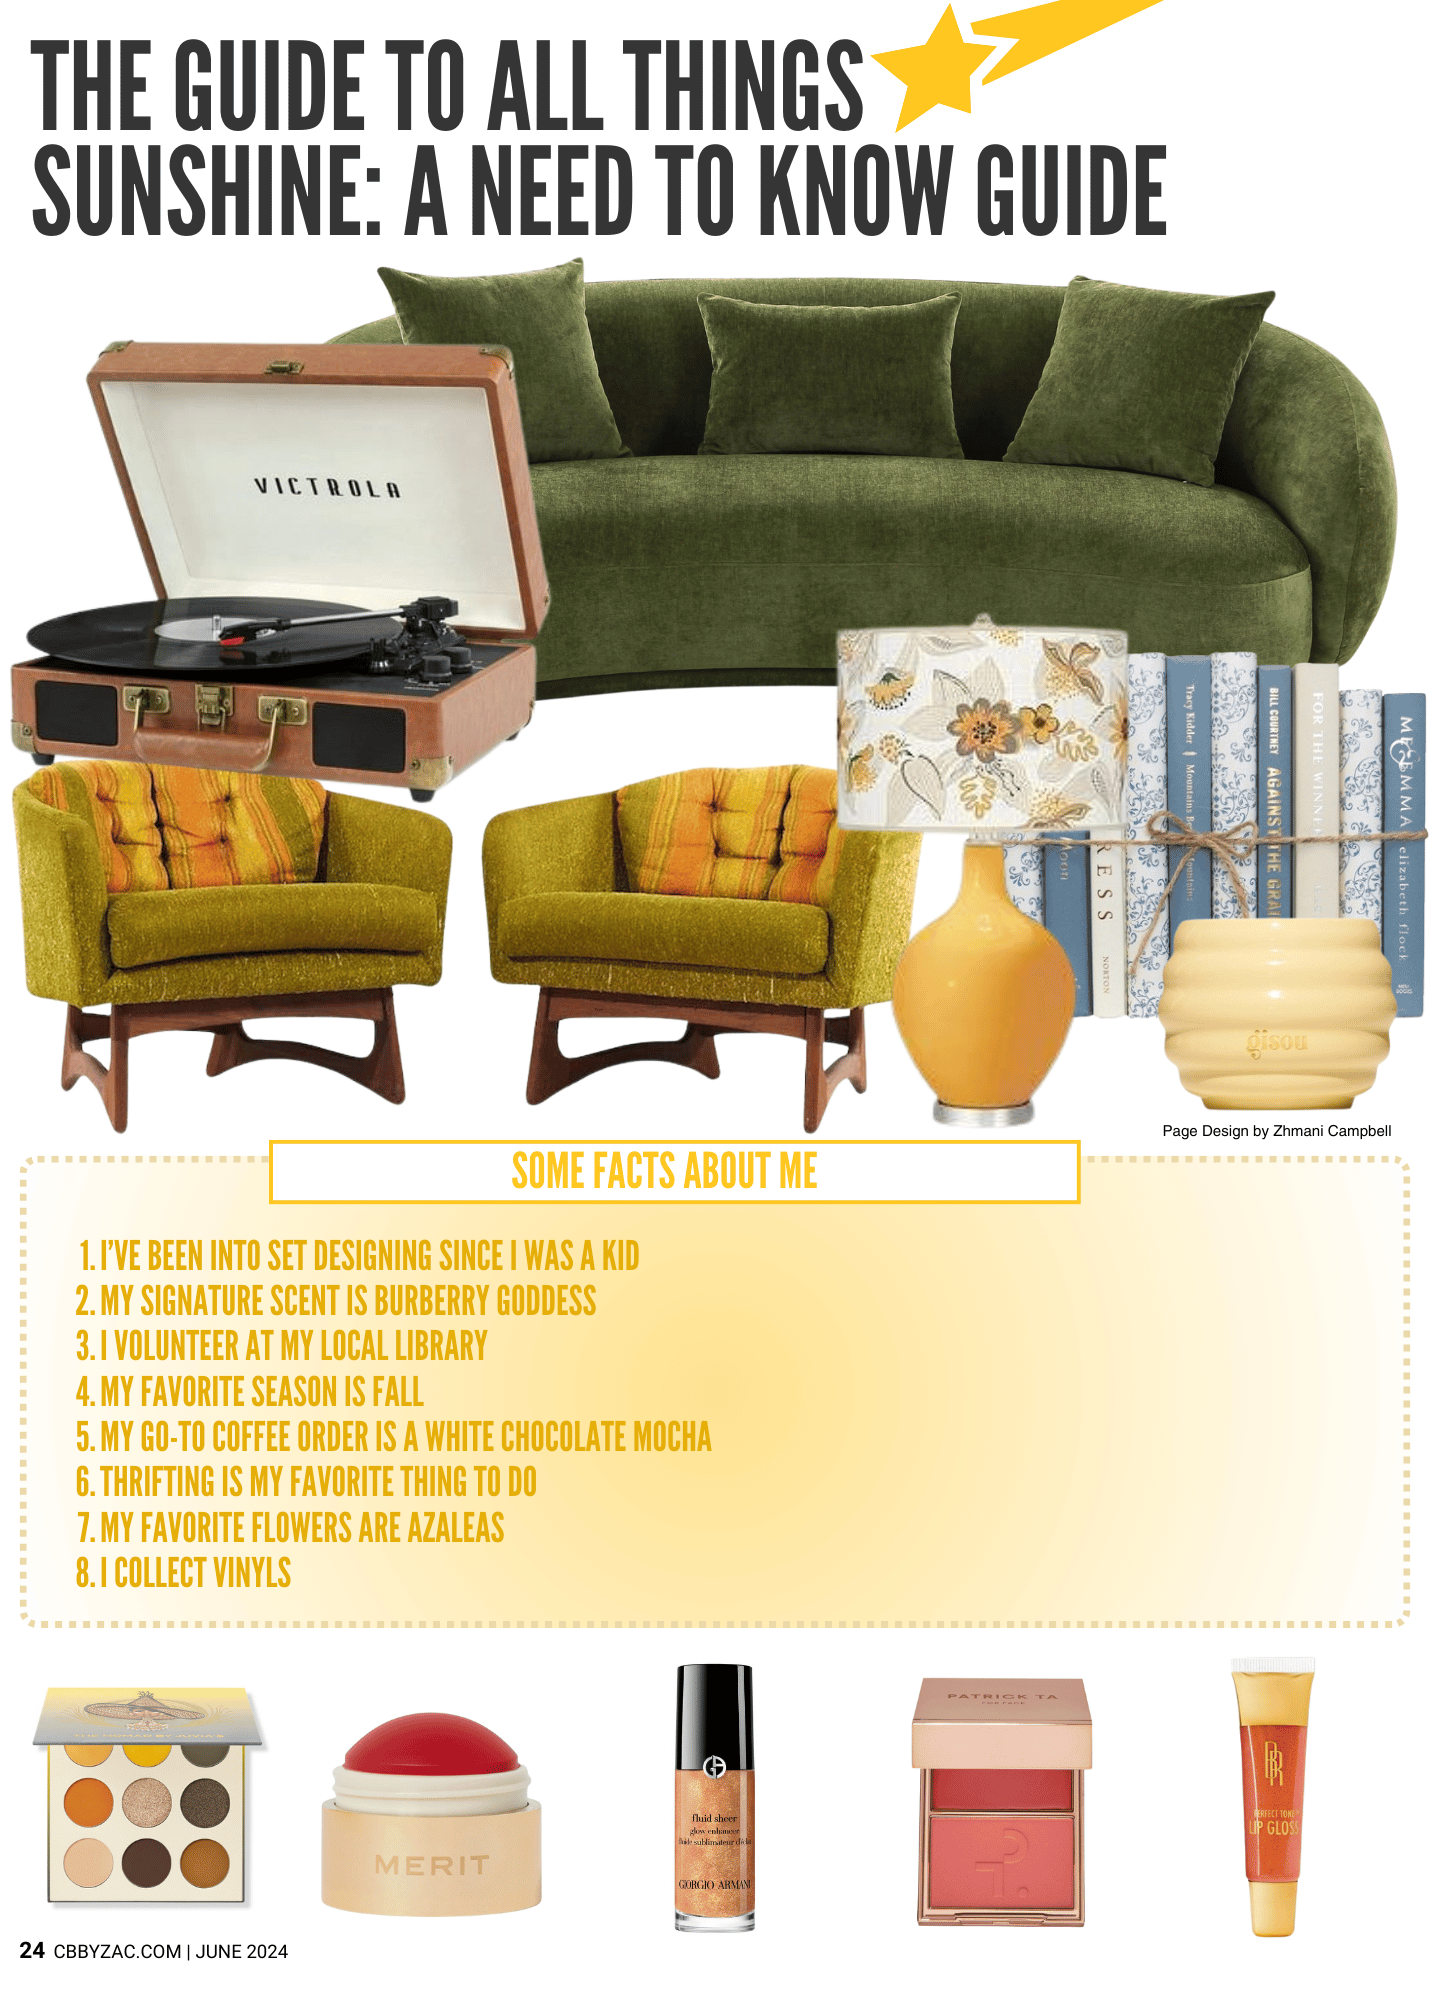 THE GUIDE TO ALL THINGS
SUNSHINE: A NEED TO KNOW GUIDE
VICTROLA
Tracy Kidder
Mountains Beyond Mountains
BILL COURTNEY
AGAINST THE GRAI
FOR THE WINNE
ME & EMMA
elizabeth flock
RESS
NORTON
gisou
Page Design by Zhmani Campbell
SOME FACTS ABOUT ME
1. I'VE BEEN INTO SET DESIGNING SINCE I WAS A KID
2. MY SIGNATURE SCENT IS BURBERRY GODDESS
3. I VOLUNTEER AT MY LOCAL LIBRARY
4. MY FAVORITE SEASON IS FALL
5. MY GO-TO COFFEE ORDER IS A WHITE CHOCOLATE MOCHA
6. THRIFTING IS MY FAVORITE THING TO DO
7. MY FAVORITE FLOWERS ARE AZALEAS
8. I COLLECT VINYLS
MERIT
fluid sheer
glow enhancer
fluide sublimateur d'éclat
GIORGIO ARMANI
PATRICK TA
PERFECT TONE
LIP GLOSS
24 CBBYZAC.COM | JUNE 2024